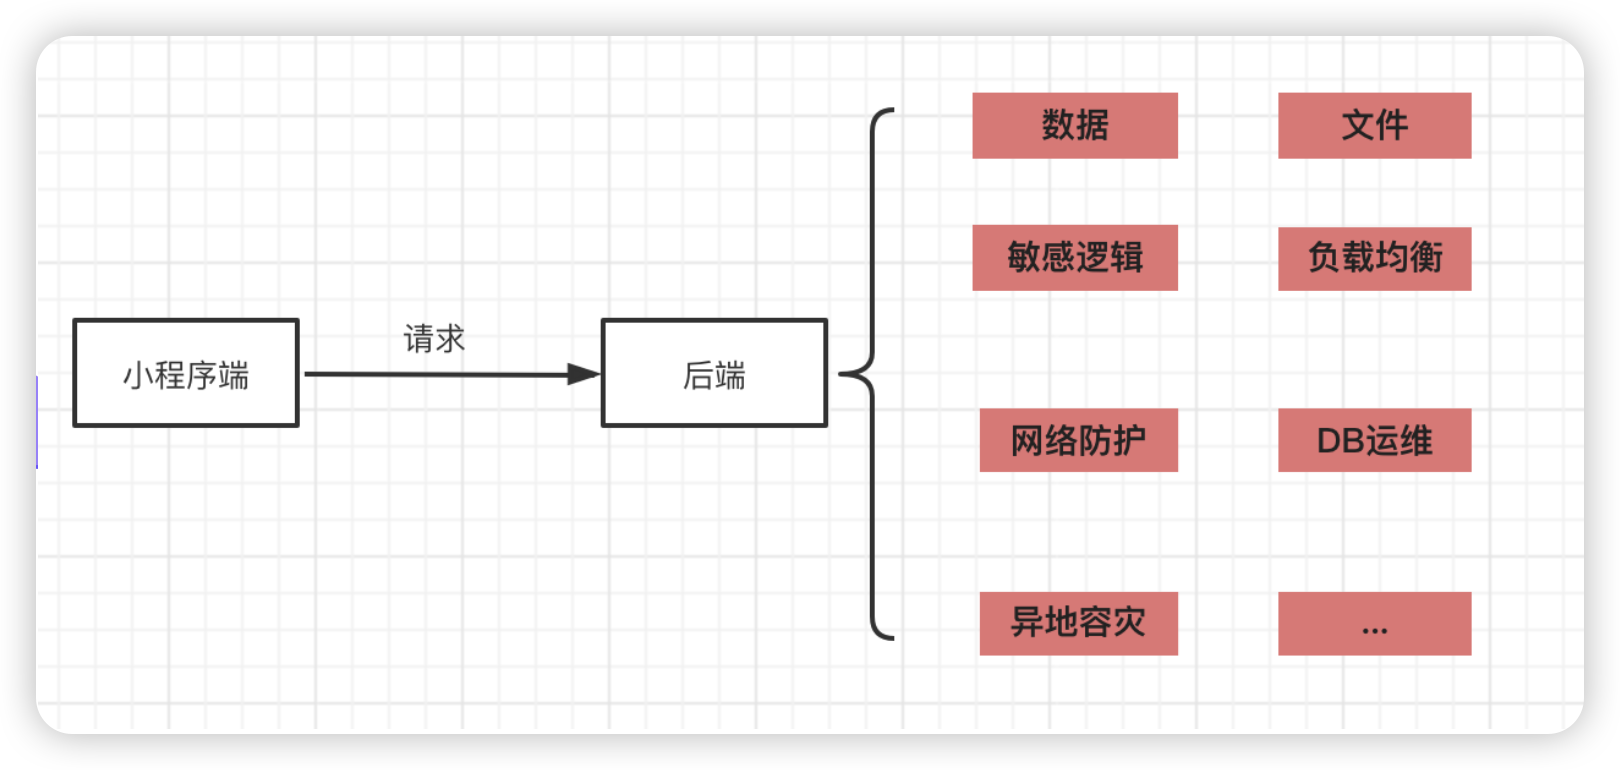 数据
文件
敏感逻辑
负载均衡
请求
小程序端
后端
网络防护
DB运维
异地容灾
...